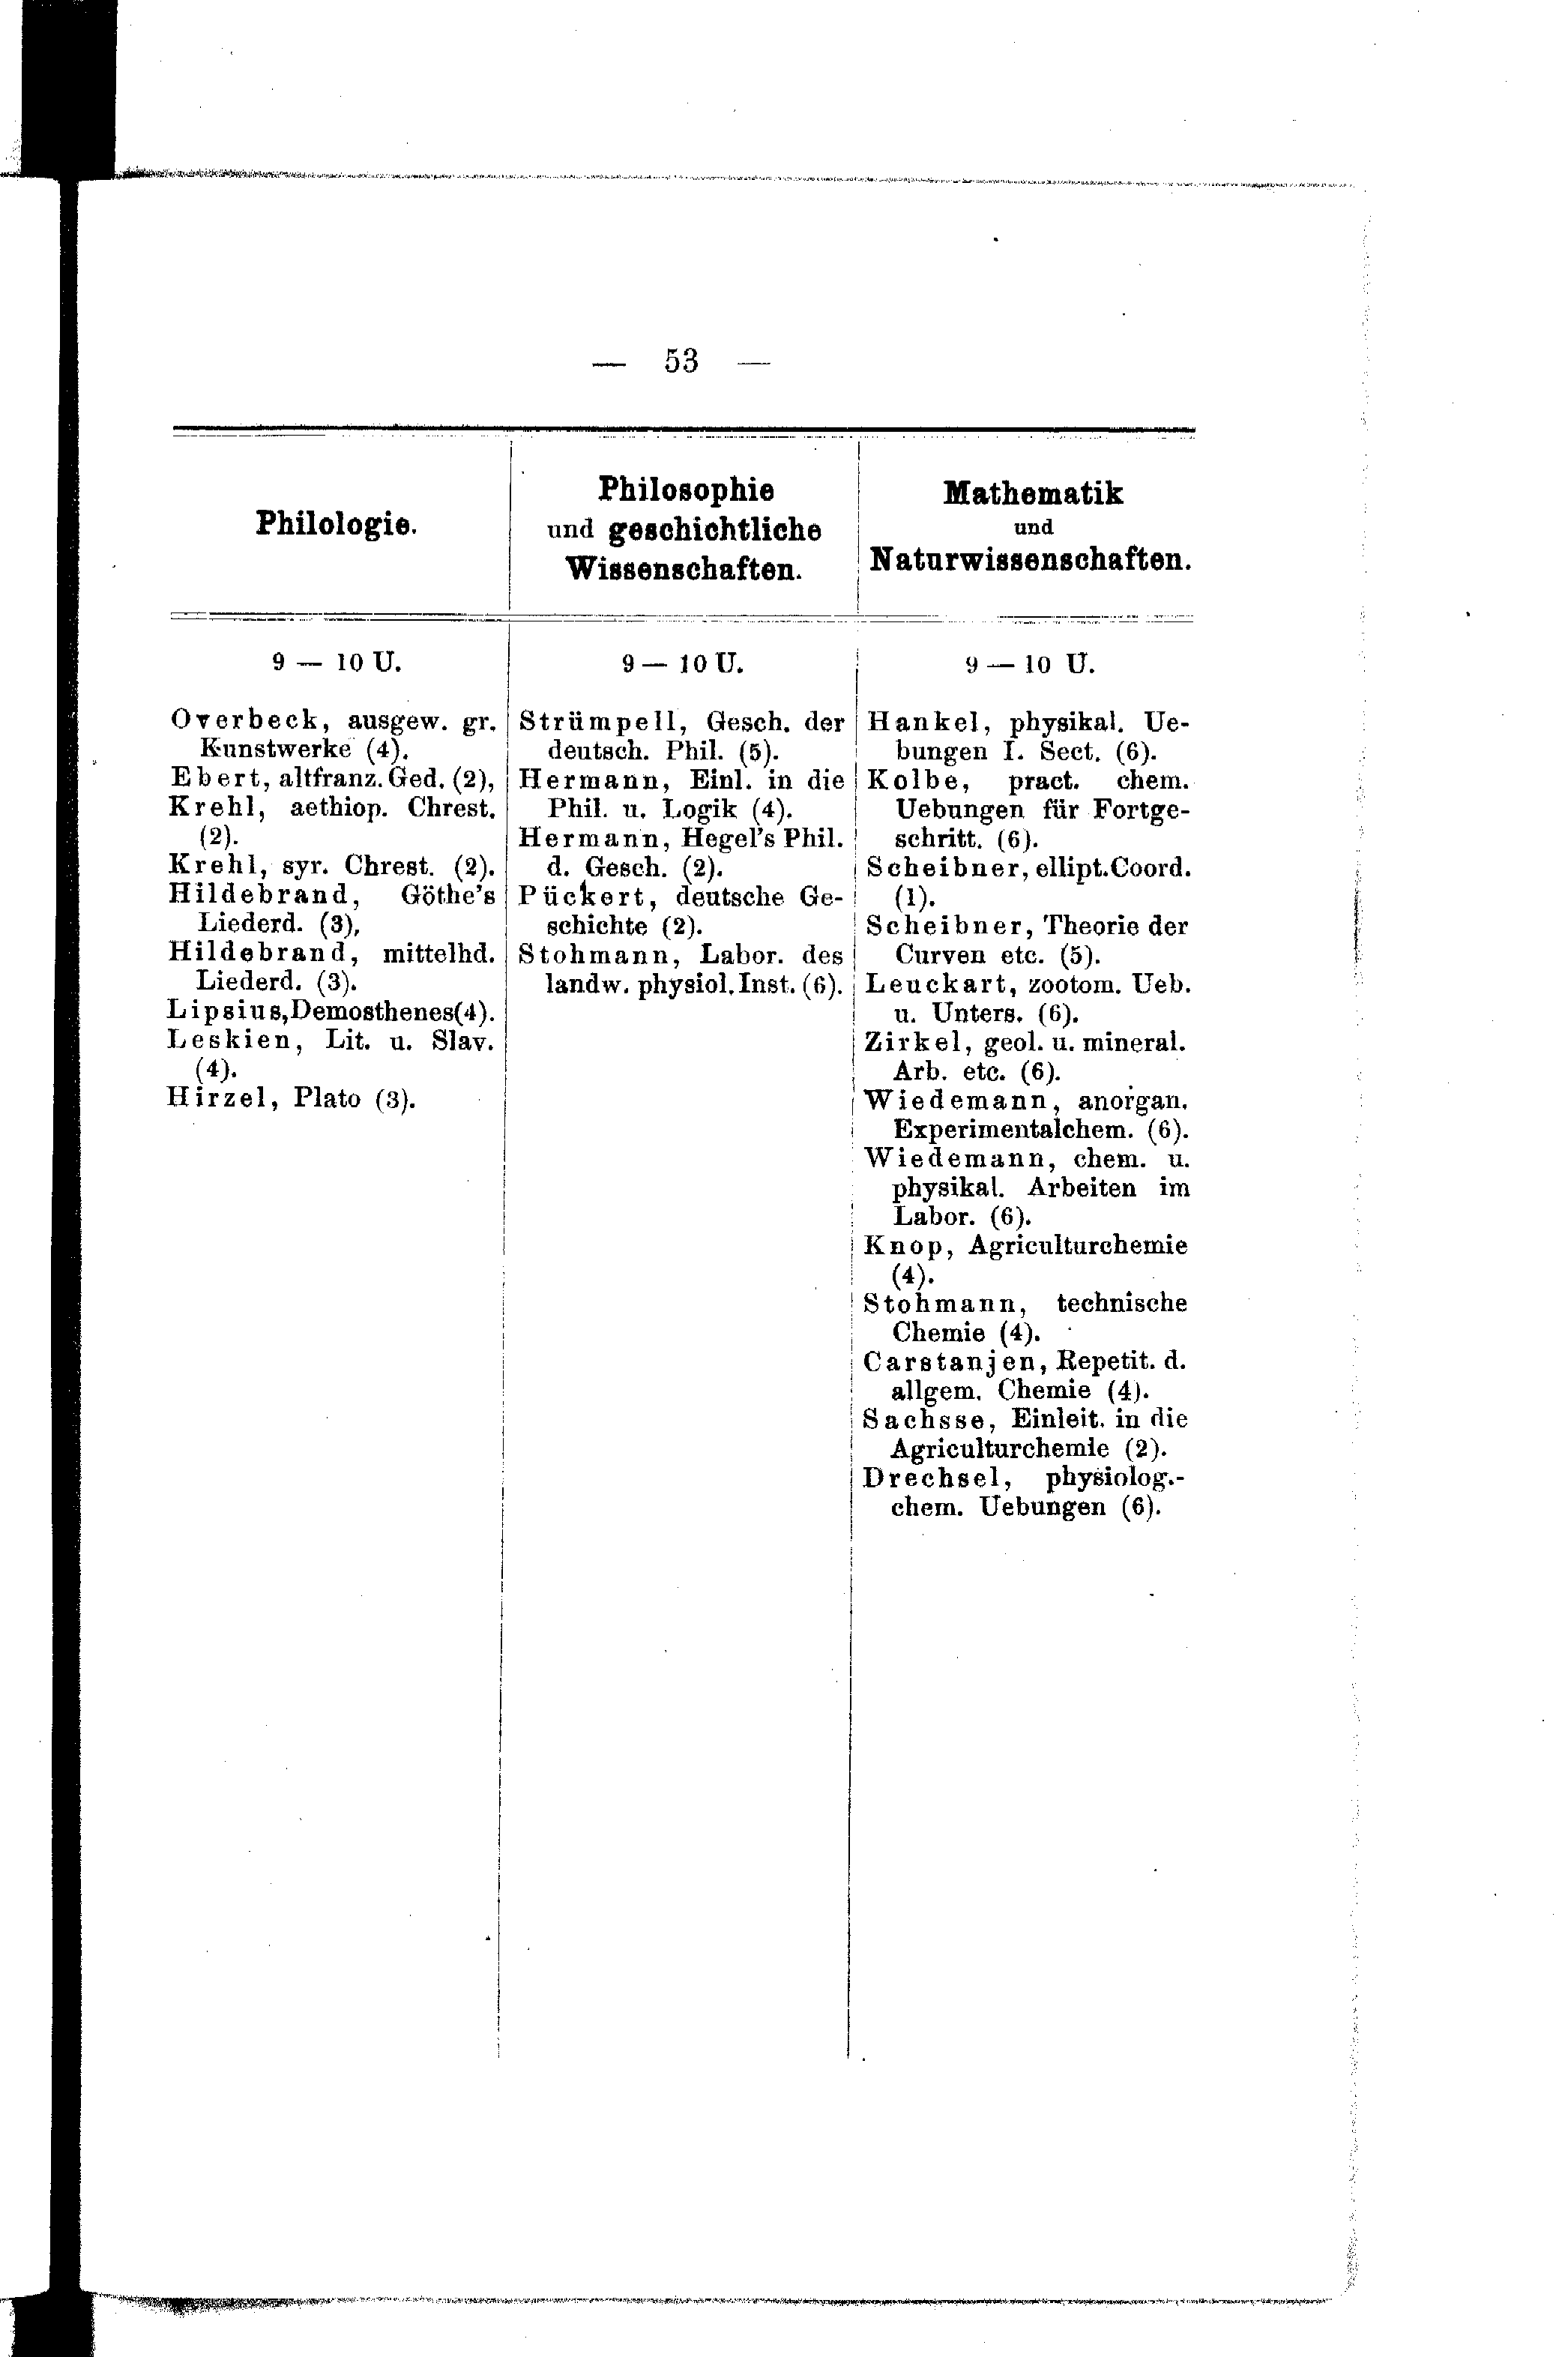 — 53 —
Philologie.
9 — 10 U.
Overbeck, ausgew. gr.
Kunstwerke (4).
Ebert, altfranz. Ged. (2),
Krehl, aethiop. Chrest.
(2).
Krehl, syr. Chrest. (2).
Hildebrand, Göthe's
Liederd. (3),
Hildebrand, mittelhd.
Liederd. (3).
Lipsius, Demosthenes (4).
Leskien, Lit. u. Slav.
(4).
Hirzel, Plato (3).
Philosophie
und geschichtliche
Wissenschaften.
9 — 10 U.
Strümpell, Gesch. der
deutsch. Phil. (5).
Hermann, Einl. in die
Phil. u. Logik (4).
Hermann, Hegel's Phil.
d. Gesch. (2).
Pückert, deutsche Ge-
schichte (2).
Stohmann, Labor. des
landw. physiol. Inst. (6).
Mathematik
und
Naturwissenschaften.
9 — 10 U.
Hankel, physikal. Ue-
bungen I. Sect. (6).
Kolbe, pract. chem.
Uebungen für Fortge-
schritt. (6).
Scheibner, ellipt. Coord.
(1).
Scheibner, Theorie der
Curven etc. (5).
Leuckart, zootom. Ueb.
u. Unters. (6).
Zirkel, geol. u. mineral.
Arb. etc. (6).
Wiedemann, anorgan.
Experimentalchem. (6).
Wiedemann, chem. u.
physikal. Arbeiten im
Labor. (6).
Knop, Agriculturchemie
(4).
Stohmann, technische
Chemie (4).
Carstanjen, Repetit. d.
allgem. Chemie (4).
Sachsse, Einleit. in die
Agriculturchemie (2).
Drechsel, physiolog.-
chem. Uebungen (6).